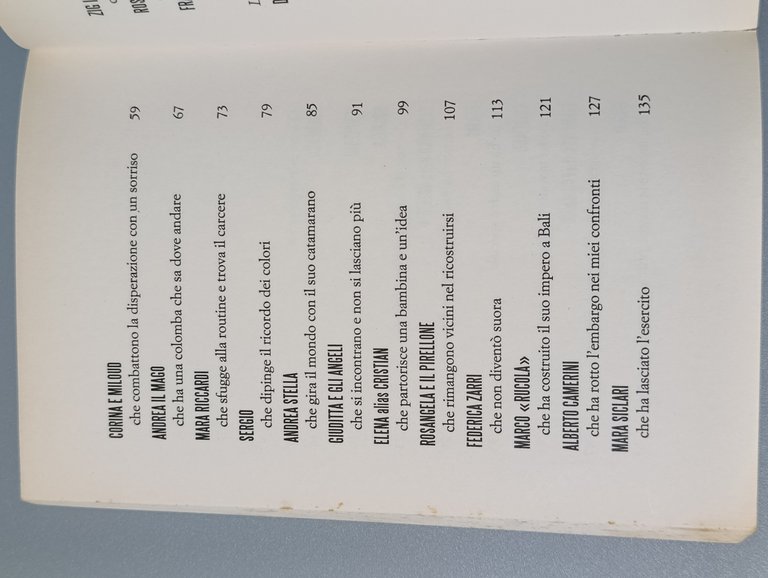 CORINA E MILOUD
che combattono la disperazione con un sorriso 59
ANDREA IL MAGO
che ha una colomba che sa dove andare 67
MARA RICCARDI
che sfugge alla routine e trova il carcere 73
SERGIO
che dipinge il ricordo dei colori 79
ANDREA STELLA
che gira il mondo con il suo catamarano 85
GIUDITTA E GLI ANGELI
che si incontrano e non si lasciano più 91
ELENA alias CRISTIAN
che partorisce una bambina e un'idea 99
ROSANGELA E IL PIRELLONE
che rimangono vicini nel ricostruirsi 107
FEDERICA ZARRI
che non diventò suora 113
MARCO «RUCOLA»
che ha costruito il suo impero a Bali 121
ALBERTO CAMERINI
che ha rotto l'embargo nei miei confronti 127
MARA SICLARI
che ha lasciato l'esercito 135
ZIG
ROS
FR